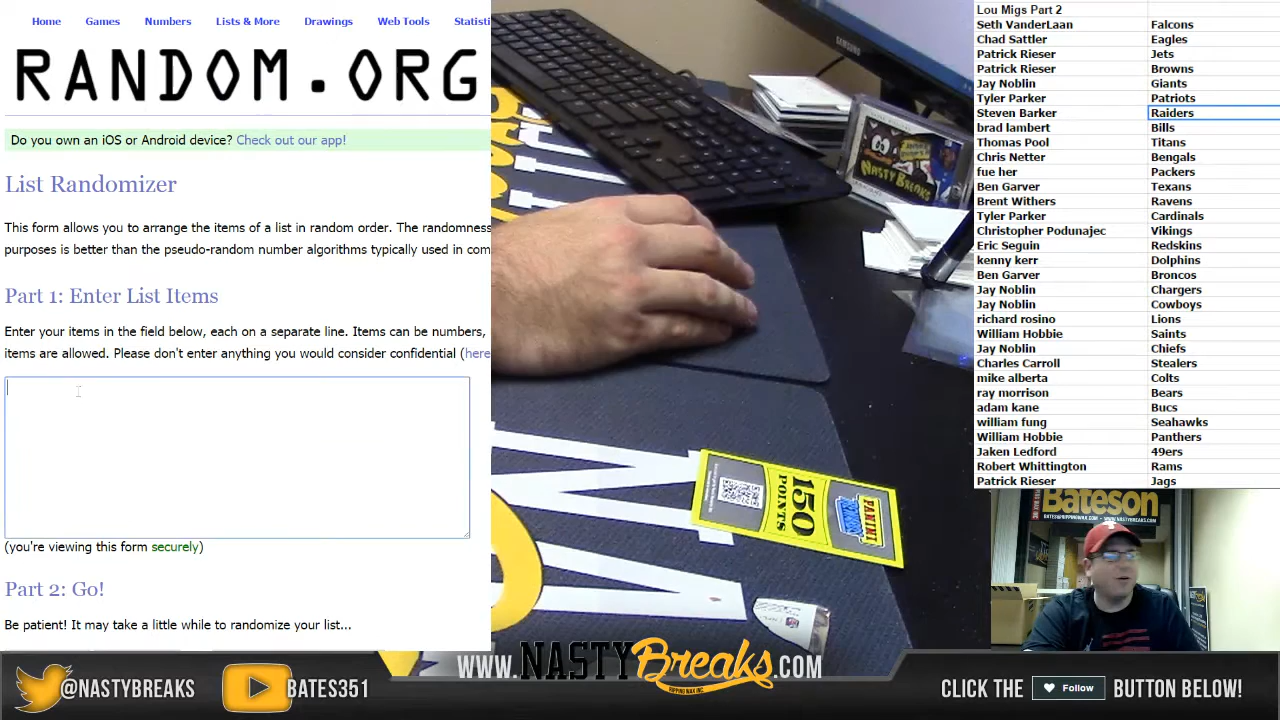 Home Games Numbers Lists & More Drawings Web Tools Statisti
RANDOM.ORG
Do you own an iOS or Android device? Check out our app!
List Randomizer
This form allows you to arrange the items of a list in random order. The randomness
purposes is better than the pseudo-random number algorithms typically used in com
Part 1: Enter List Items
Enter your items in the field below, each on a separate line. Items can be numbers,
items are allowed. Please don't enter anything you would consider confidential (here
(you're viewing this form securely)
Part 2: Go!
Be patient! It may take a little while to randomize your list...
SAMSUNG
NASTY BREAKS
150
POINTS
PANINI
Lou Migs Part 2
Seth VanderLaan Falcons
Chad Sattler Eagles
Patrick Rieser Jets
Patrick Rieser Browns
Jay Noblin Giants
Tyler Parker Patriots
Steven Barker Raiders
brad lambert Bills
Thomas Pool Titans
Chris Netter Bengals
fue her Packers
Ben Garver Texans
Brent Withers Ravens
Tyler Parker Cardinals
Christopher Podunajec Vikings
Eric Seguin Redskins
kenny kerr Dolphins
Ben Garver Broncos
Jay Noblin Chargers
Jay Noblin Cowboys
richard rosino Lions
William Hobbie Saints
Jay Noblin Chiefs
Charles Carroll Stealers
mike alberta Colts
ray morrison Bears
adam kane Bucs
william fung Seahawks
William Hobbie Panthers
Jaken Ledford 49ers
Robert Whittington Rams
Patrick Rieser Jags
Bateson
@NASTYBREAKS
BATES351
WWW.NASTYBreaks.COM
RIPPING WAX INC.
CLICK THE Follow BUTTON BELOW!